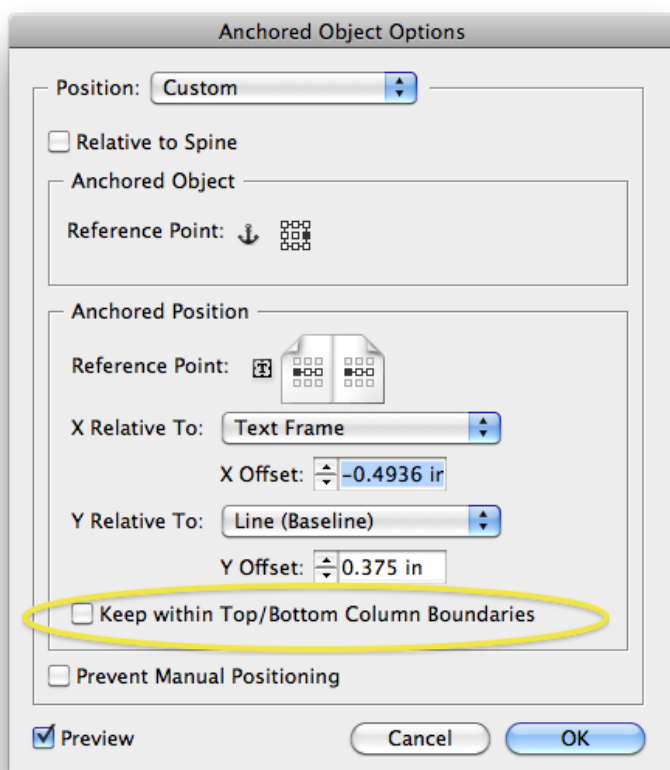 Anchored Object Options
Position: Custom
Relative to Spine
Anchored Object
Reference Point:
Anchored Position
Reference Point: T
X Relative To: Text Frame
X Offset: -0.4936 in
Y Relative To: Line (Baseline)
Y Offset: 0.375 in
Keep within Top/Bottom Column Boundaries
Prevent Manual Positioning
Preview Cancel OK